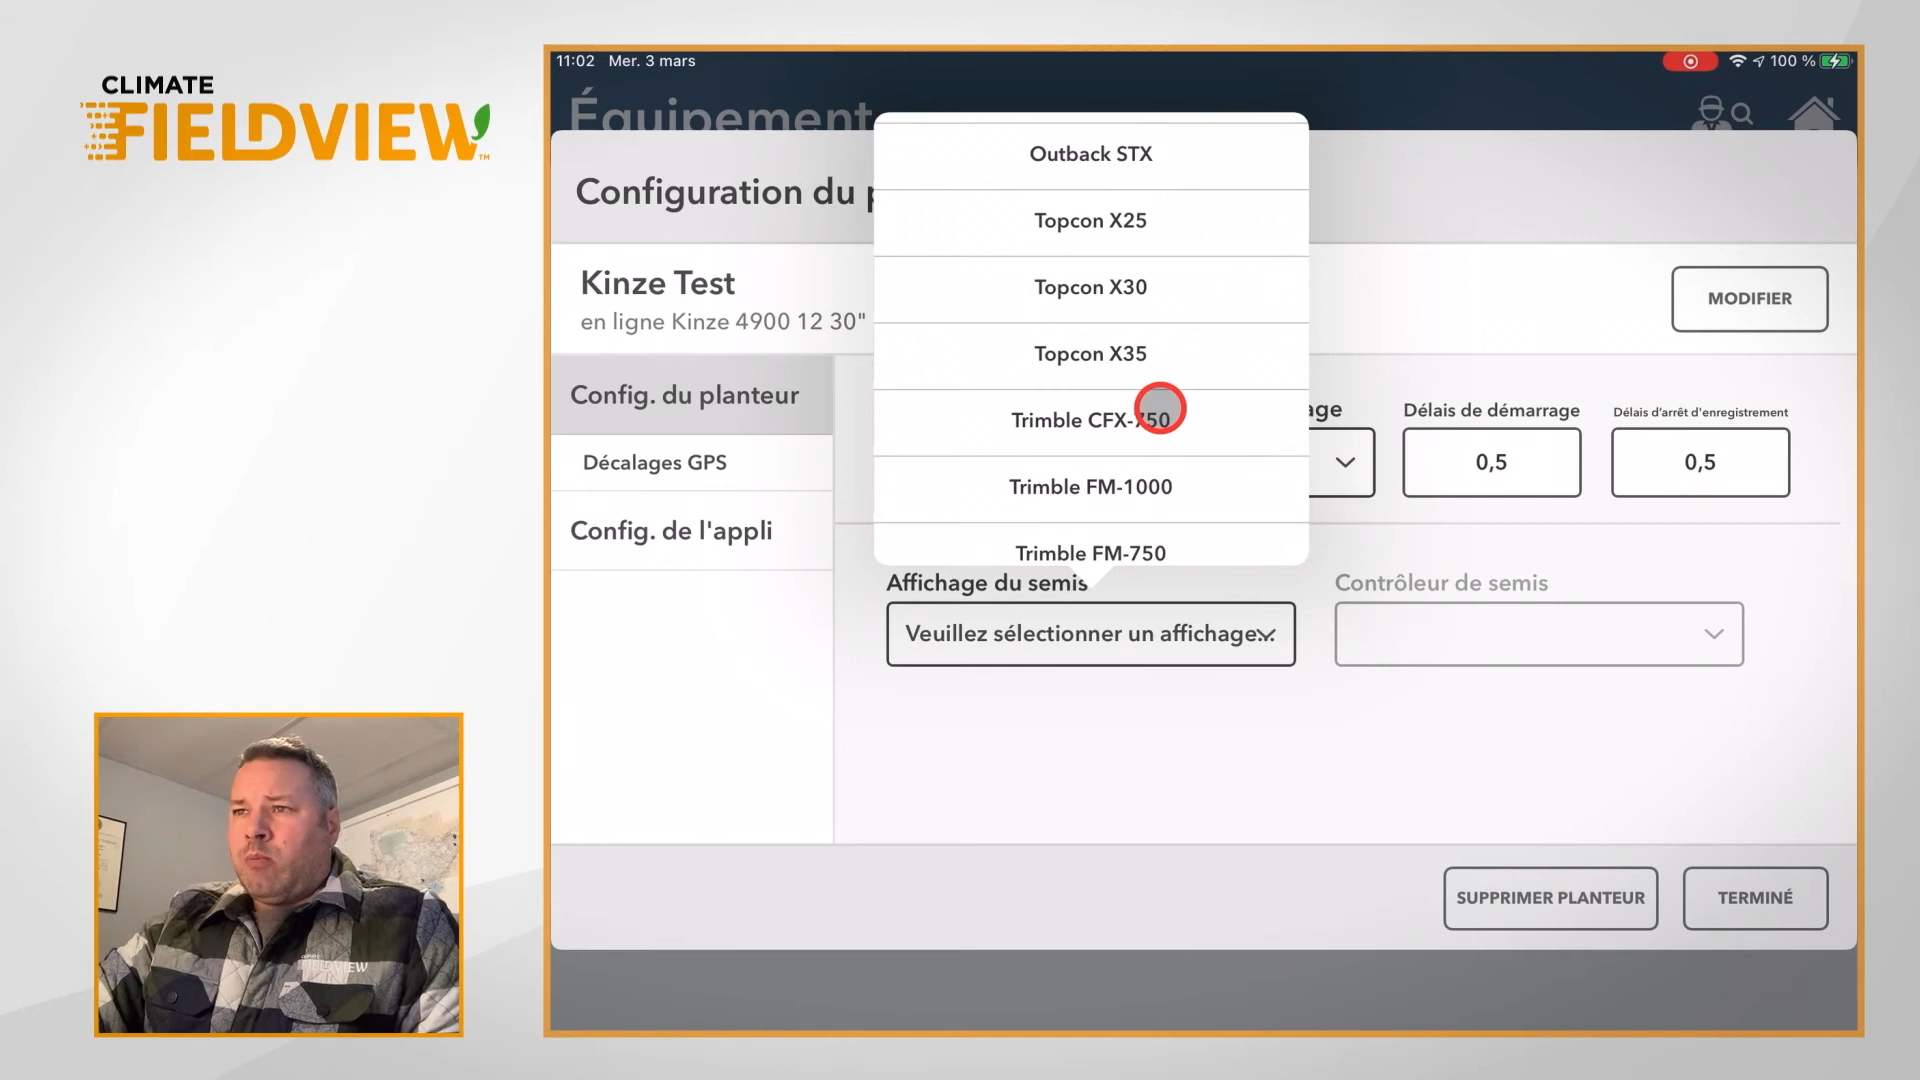 CLIMATE
FIELDVIEW™
11:02 Mer. 3 mars
100 %
Équipement
Configuration du p
Outback STX
Topcon X25
Topcon X30
Topcon X35
Trimble CFX-750
Trimble FM-1000
Trimble FM-750
Kinze Test
en ligne Kinze 4900 12 30"
MODIFIER
Config. du planteur
Décalages GPS
Config. de l'appli
age
Délais de démarrage
Délais d'arrêt d'enregistrement
0,5
0,5
Affichage du semis
Contrôleur de semis
Veuillez sélectionner un affichage...
SUPPRIMER PLANTEUR
TERMINÉ
FIELDVIEW